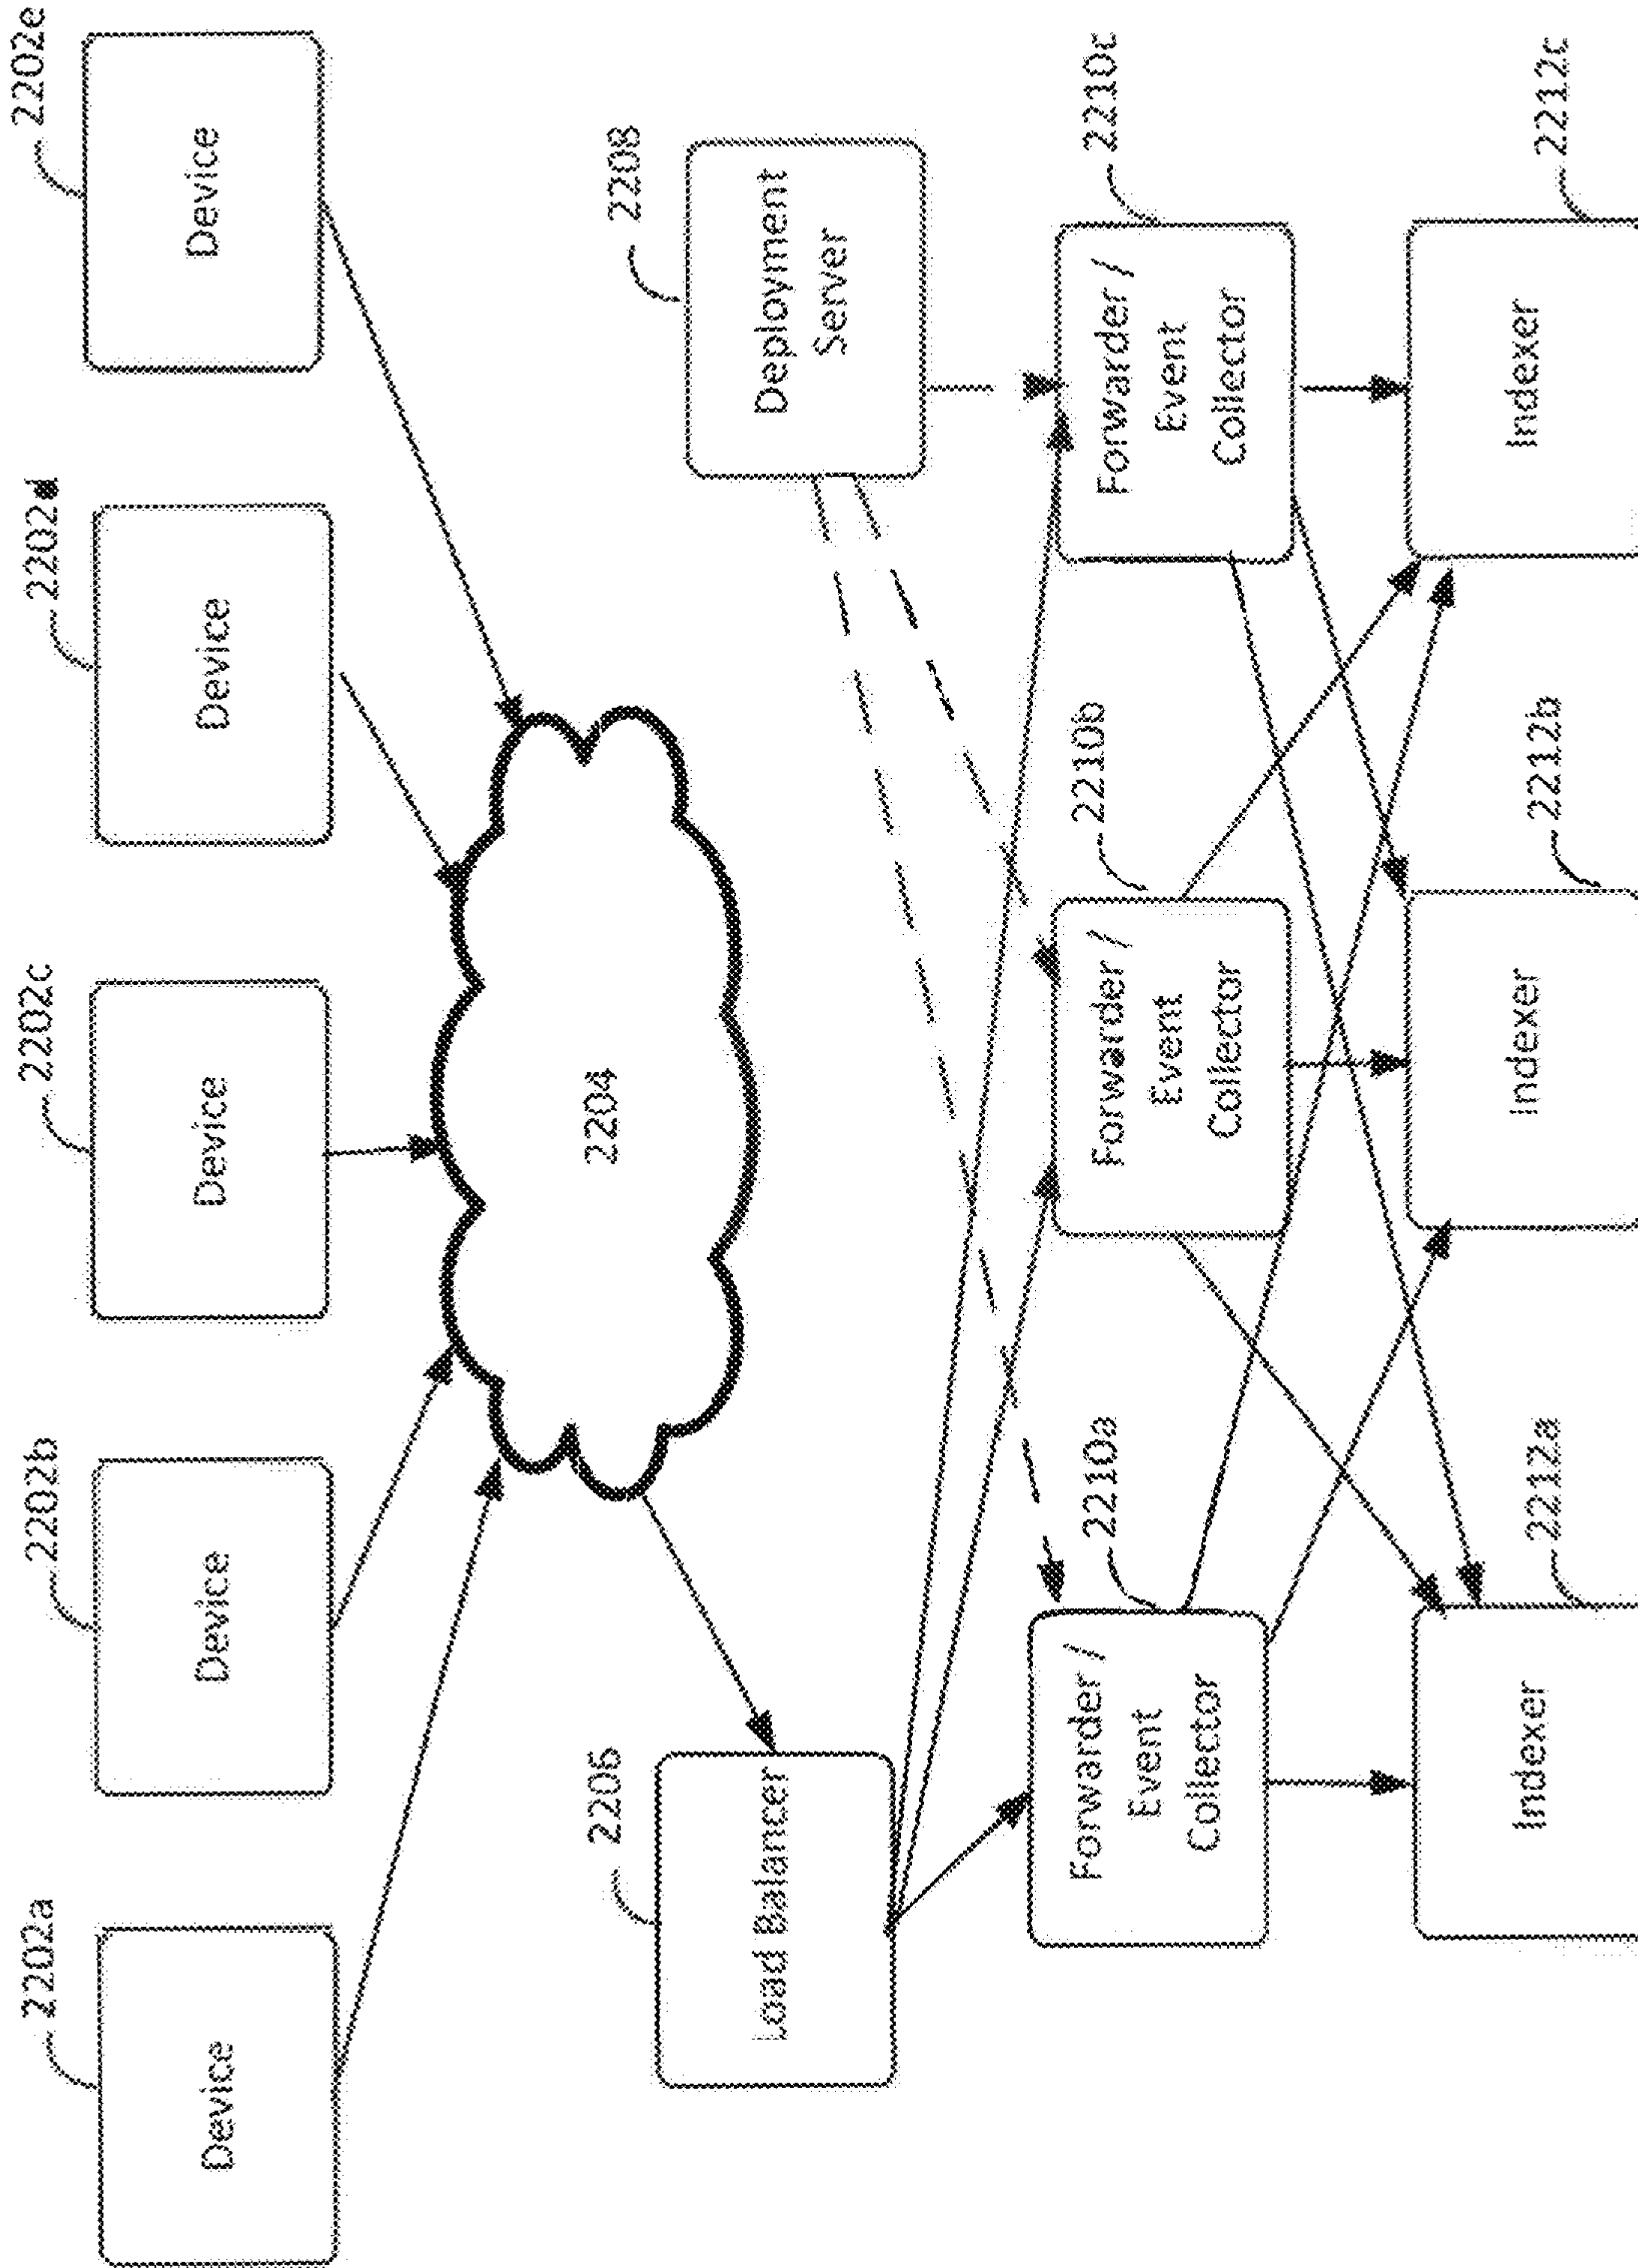 2202a
2202b
2202c
2202d
2202e
Device
Device
Device
Device
Device
2204
2206
2208
Load Balancer
Deployment
Server
2210a
2210b
2210c
Forwarder /
Event
Collector
Forwarder /
Event
Collector
Forwarder /
Event
Collector
2212a
2212b
2212c
Indexer
Indexer
Indexer